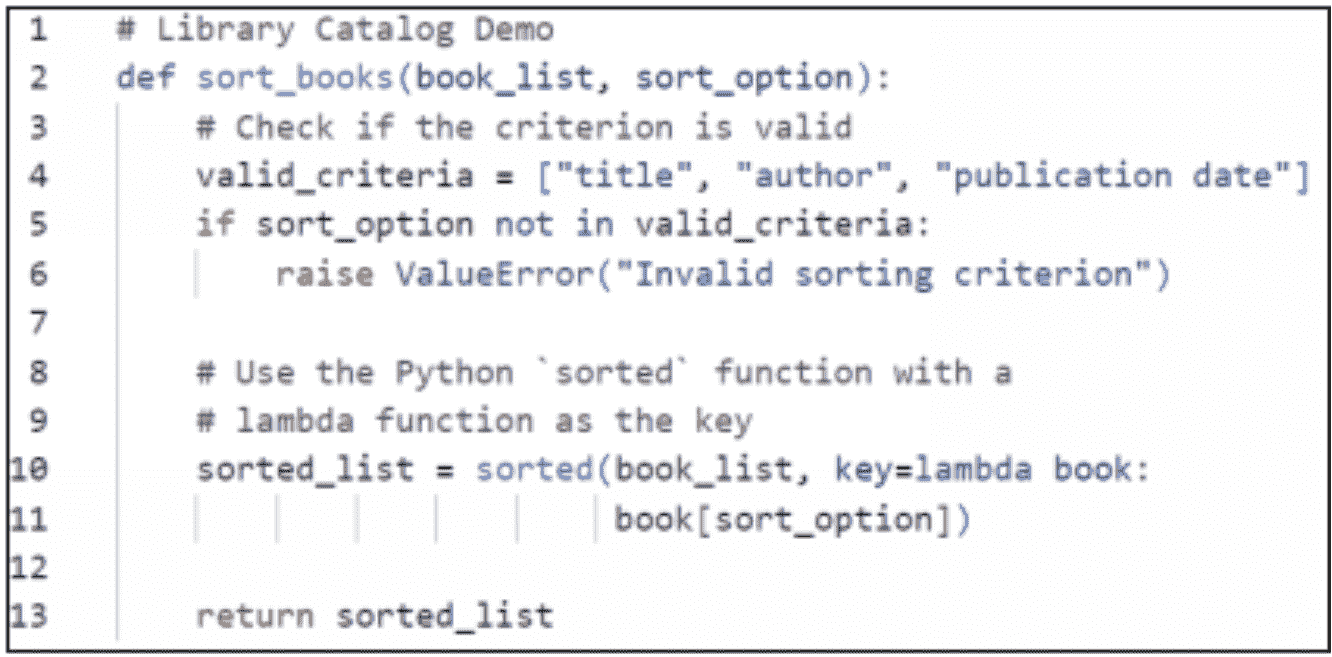 1 # Library Catalog Demo
2 def sort_books(book_list, sort_option):
3 # Check if the criterion is valid
4 valid_criteria = ["title", "author", "publication date"]
5 if sort_option not in valid_criteria:
6 raise ValueError("Invalid sorting criterion")
7
8 # Use the Python `sorted` function with a
9 # lambda function as the key
10 sorted_list = sorted(book_list, key=lambda book:
11 book[sort_option])
12
13 return sorted_list